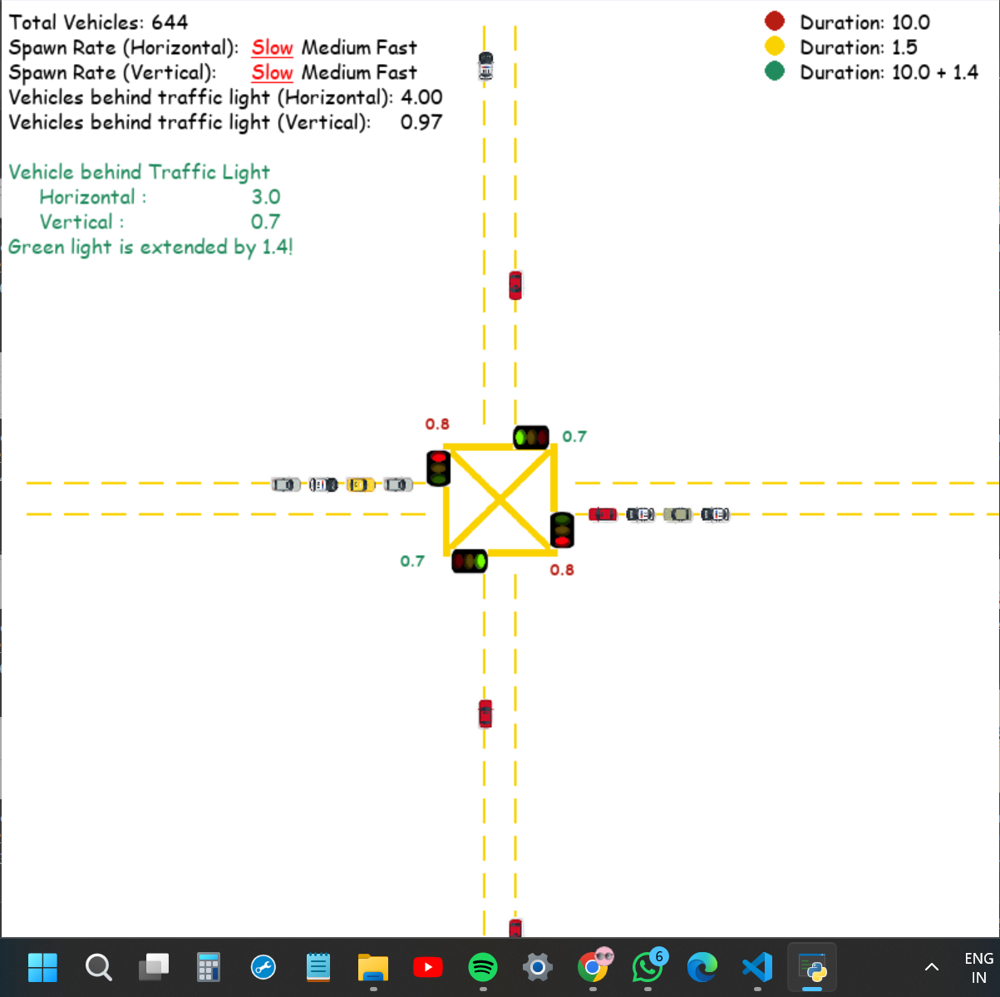 Total Vehicles: 644
Spawn Rate (Horizontal): Slow Medium Fast
Spawn Rate (Vertical): Slow Medium Fast
Vehicles behind traffic light (Horizontal): 4.00
Vehicles behind traffic light (Vertical): 0.97
Vehicle behind Traffic Light
Horizontal : 3.0
Vertical : 0.7
Green light is extended by 1.4!
Duration: 10.0
Duration: 1.5
Duration: 10.0 + 1.4
0.8
0.7
0.7
0.8
6
ENG
IN